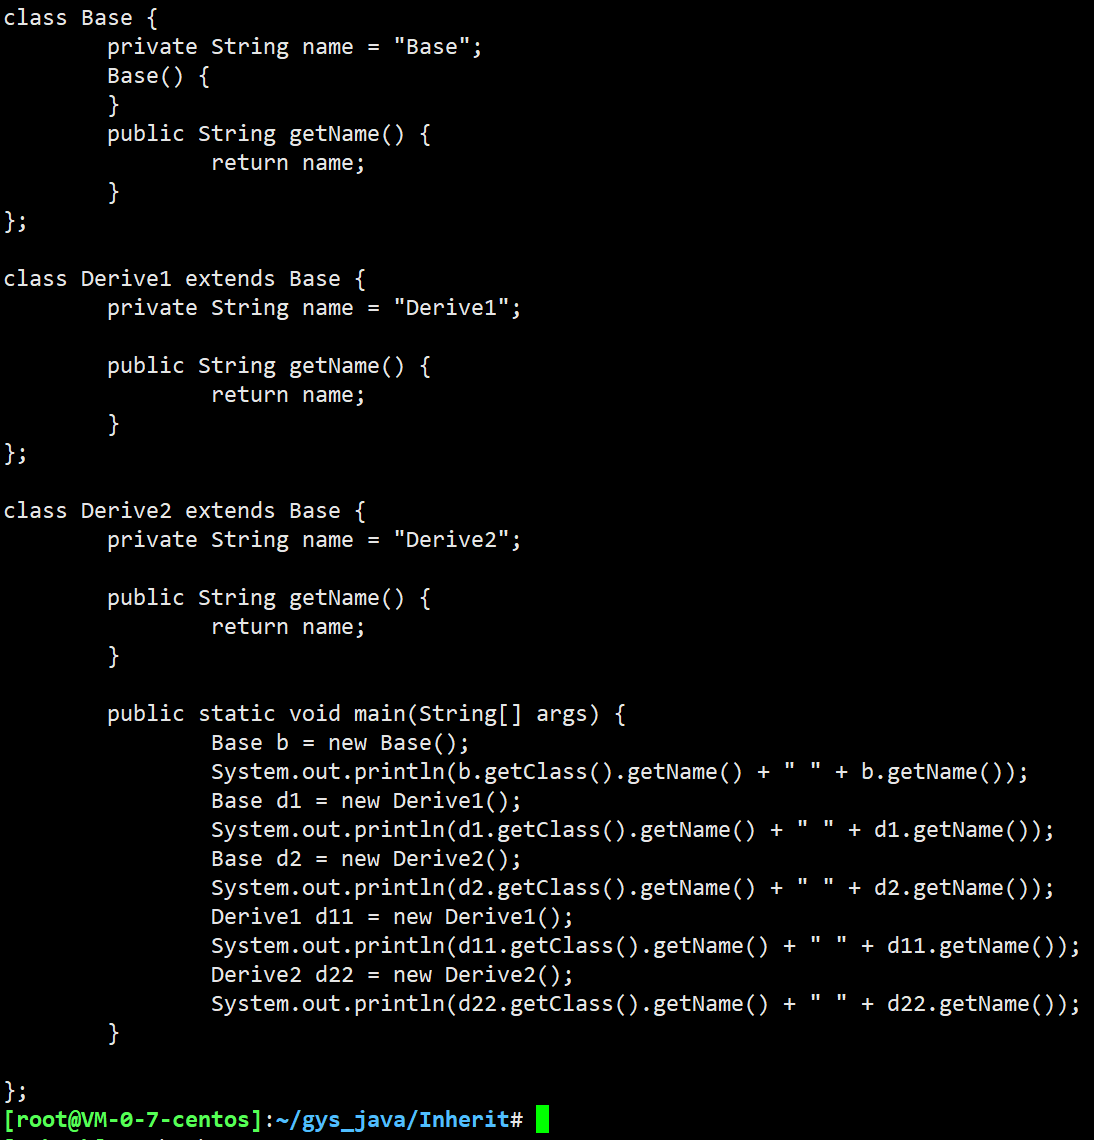 class Base {
        private String name = "Base";
        Base() {
        }
        public String getName() {
                return name;
        }
};

class Derive1 extends Base {
        private String name = "Derive1";

        public String getName() {
                return name;
        }
};

class Derive2 extends Base {
        private String name = "Derive2";

        public String getName() {
                return name;
        }

        public static void main(String[] args) {
                Base b = new Base();
                System.out.println(b.getClass().getName() + " " + b.getName());
                Base d1 = new Derive1();
                System.out.println(d1.getClass().getName() + " " + d1.getName());
                Base d2 = new Derive2();
                System.out.println(d2.getClass().getName() + " " + d2.getName());
                Derive1 d11 = new Derive1();
                System.out.println(d11.getClass().getName() + " " + d11.getName());
                Derive2 d22 = new Derive2();
                System.out.println(d22.getClass().getName() + " " + d22.getName());
        }

};
[root@VM-0-7-centos]:~/gys_java/Inherit#